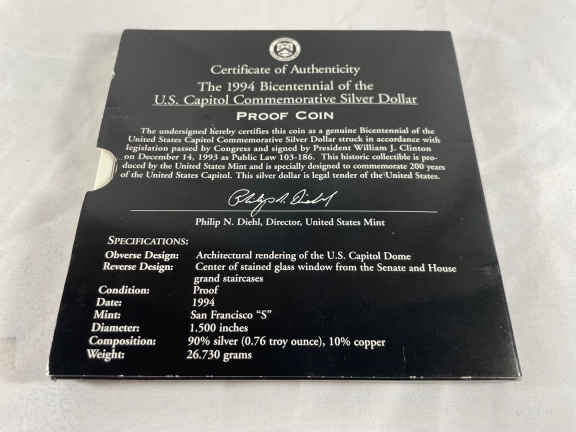 Certificate of Authenticity
The 1994 Bicentennial of the
U.S. Capitol Commemorative Silver Dollar
PROOF COIN
The undersigned hereby certifies this coin as a genuine Bicentennial of the
United States Capitol Commemorative Silver Dollar struck in accordance with
legislation passed by Congress and signed by President William J. Clinton
on December 14, 1993 as Public Law 103-186. This historic collectible is pro-
duced by the United States Mint and is specially designed to commemorate 200 years
of the United States Capitol. This silver dollar is legal tender of the United States.
Philip N. Diehl
Philip N. Diehl, Director, United States Mint
SPECIFICATIONS:
Obverse Design: Architectural rendering of the U.S. Capitol Dome
Reverse Design: Center of stained glass window from the Senate and House
grand staircases
Condition: Proof
Date: 1994
Mint: San Francisco “S”
Diameter: 1.500 inches
Composition: 90% silver (0.76 troy ounce), 10% copper
Weight: 26.730 grams